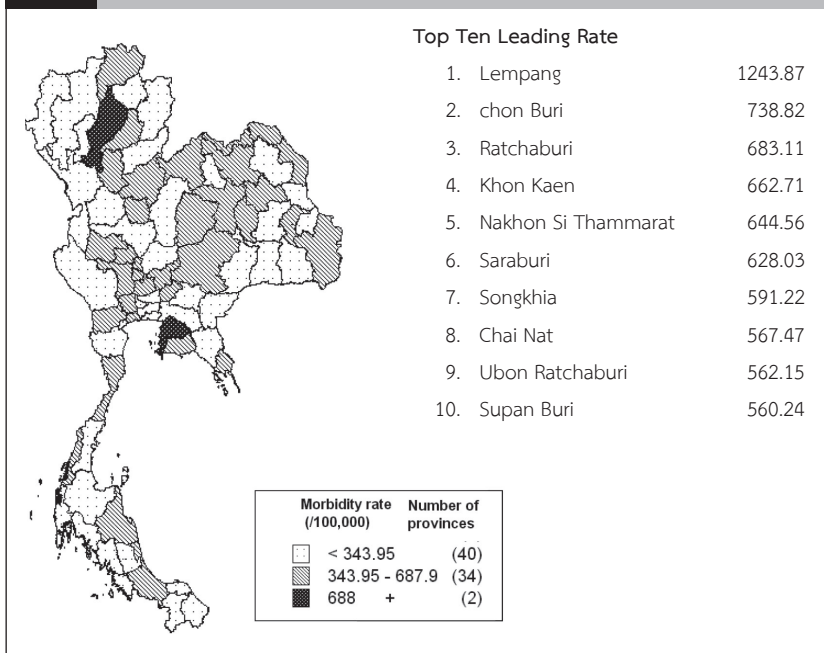 Top Ten Leading Rate
1. Lempang 1243.87
2. chon Buri 738.82
3. Ratchaburi 683.11
4. Khon Kaen 662.71
5. Nakhon Si Thammarat 644.56
6. Saraburi 628.03
7. Songkhia 591.22
8. Chai Nat 567.47
9. Ubon Ratchaburi 562.15
10. Supan Buri 560.24
Morbidity rate Number of
(/100,000) provinces
< 343.95 (40)
343.95 - 687.9 (34)
688 + (2)